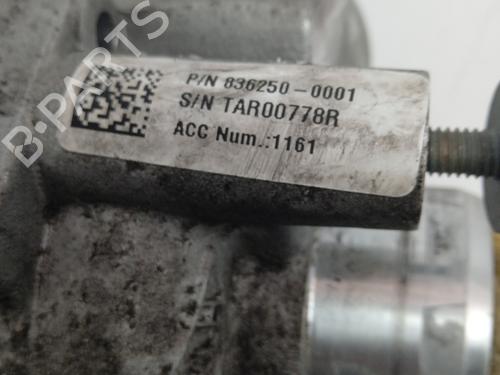 B-PARTS
P/N 836250-0001
S/N TAR00778R
ACC Num.:1161